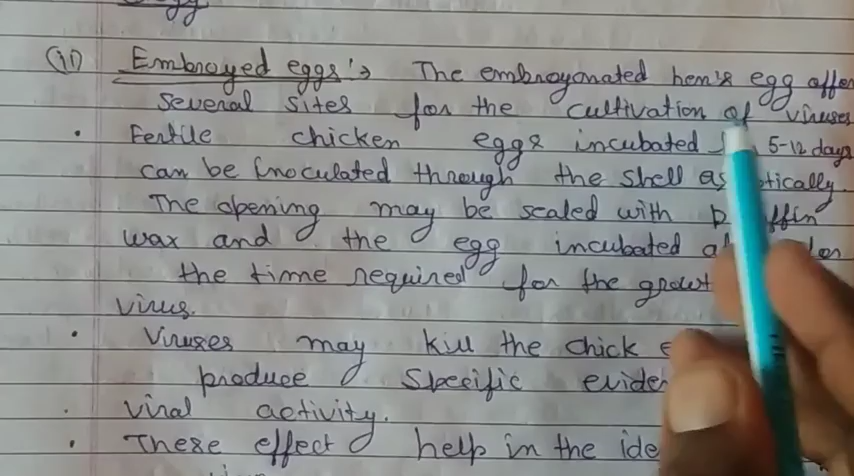 egg
(ii) Embroyed eggs:→ The embroyonated hen's egg offer
several sites for the cultivation of viruses
• Fertile chicken eggs incubated 5-12 days
can be inoculated through the shell
The opening may be sealed with
wax and the egg incubated
the time required for the
virus.
• Viruses may kill the chick
produce specific
• viral activity.
• These effect help in the